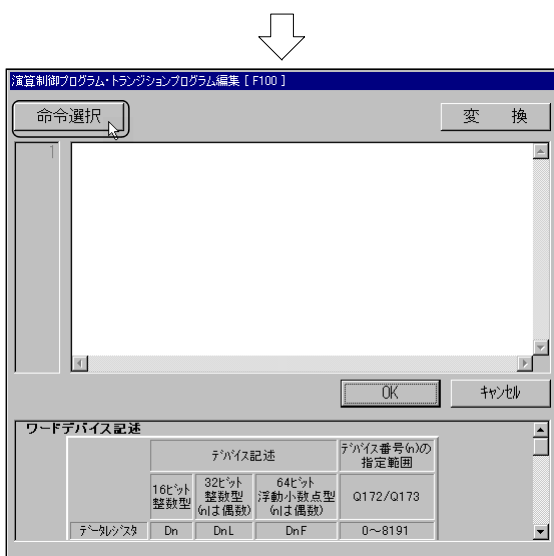 演算制御プログラム・トランジションプログラム編集 [ F100 ]
命令選択
変　換
1
OK
ｷｬﾝｾﾙ
ワードデバイス記述
ﾃﾞﾊﾞｲｽ記述
ﾃﾞﾊﾞｲｽ番号(n)の
指定範囲
16ﾋﾞｯﾄ
整数型
32ﾋﾞｯﾄ
整数型
(nは偶数)
64ﾋﾞｯﾄ
浮動小数点型
(nは偶数)
Q172/Q173
ﾃﾞｰﾀﾚｼﾞｽﾀ
Dn
DnL
DnF
0～8191